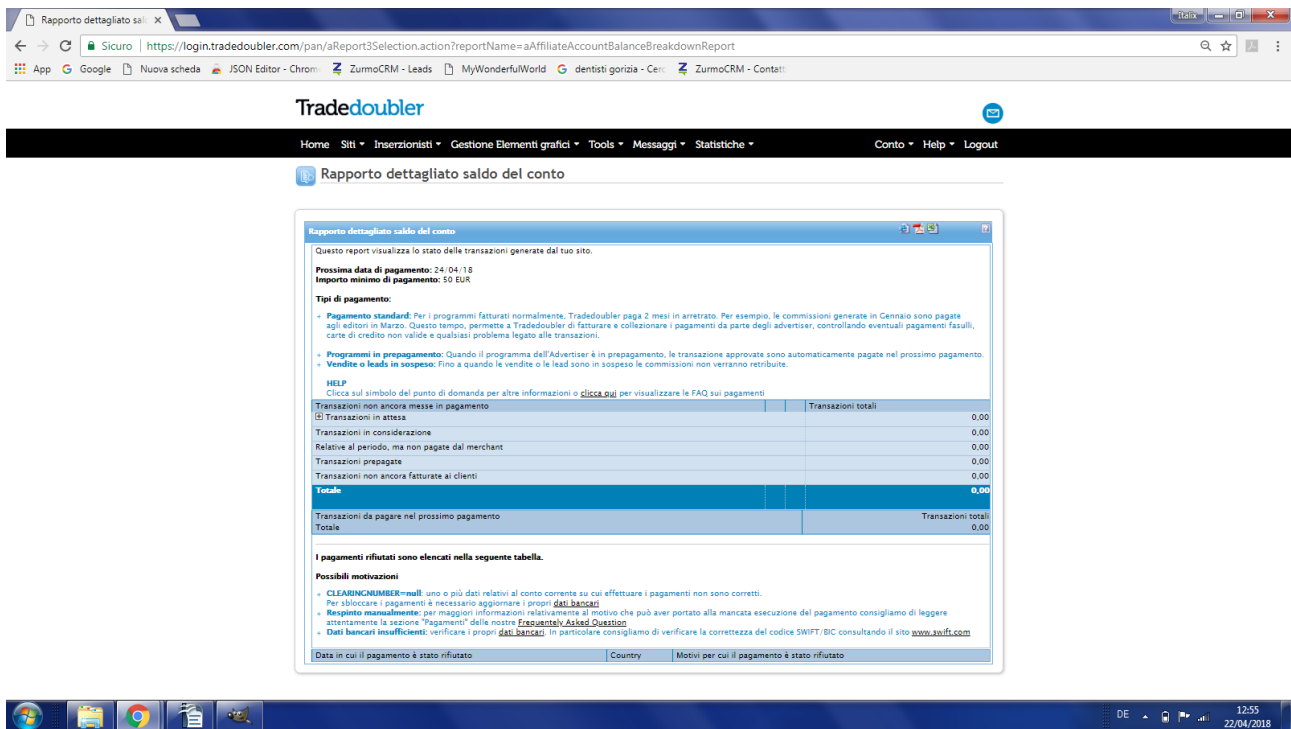 Rapporto dettagliato sal
Italix
Sicuro | https://login.tradedoubler.com/pan/aReport3Selection.action?reportName=aAffiliateAccountBalanceBreakdownReport
App Google Nuova scheda JSON Editor - Chrom ZurmoCRM - Leads MyWonderfulWorld dentisti gorizia - Cerc ZurmoCRM - Contatt
Tradedoubler
Home Siti Inserzionisti Gestione Elementi grafici Tools Messaggi Statistiche Conto Help Logout
Rapporto dettagliato saldo del conto
Rapporto dettagliato saldo del conto
Questo report visualizza lo stato delle transazioni generate dal tuo sito.
Prossima data di pagamento: 24/04/18
Importo minimo di pagamento: 50 EUR
Tipi di pagamento:
Pagamento standard: Per i programmi fatturati normalmente, Tradedoubler paga 2 mesi in arretrato. Per esempio, le commissioni generate in Gennaio sono pagate
agli editori in Marzo. Questo tempo, permette a Tradedoubler di fatturare e collezionare i pagamenti da parte degli advertiser, controllando eventuali pagamenti fasulli,
carte di credito non valide e qualsiasi problema legato alle transazioni.
Programmi in prepagamento: Quando il programma dell'Advertiser è in prepagamento, le transazione approvate sono automaticamente pagate nel prossimo pagamento.
Vendite o leads in sospeso: Fino a quando le vendite o le lead sono in sospeso le commissioni non verranno retribuite.
HELP
Clicca sul simbolo del punto di domanda per altre informazioni o clicca qui per visualizzare le FAQ sui pagamenti
Transazioni non ancora messe in pagamento Transazioni totali
Transazioni in attesa 0,00
Transazioni in considerazione 0,00
Relative al periodo, ma non pagate dal merchant 0,00
Transazioni prepagate 0,00
Transazioni non ancora fatturate ai clienti 0,00
Totale 0,00
Transazioni da pagare nel prossimo pagamento Transazioni totali
Totale 0,00
I pagamenti rifiutati sono elencati nella seguente tabella.
Possibili motivazioni
CLEARINGNUMBER=null: uno o più dati relativi al conto corrente su cui effettuare i pagamenti non sono corretti.
Per sbloccare i pagamenti è necessario aggiornare i propri dati bancari
Respinto manualmente: per maggiori informazioni relativamente al motivo che può aver portato alla mancata esecuzione del pagamento consigliamo di leggere
attentamente la sezione "Pagamenti" delle nostre Frequentely Asked Question
Dati bancari insufficienti: verificare i propri dati bancari. In particolare consigliamo di verificare la correttezza del codice SWIFT/BIC consultando il sito www.swift.com
Data in cui il pagamento è stato rifiutato Country Motivi per cui il pagamento è stato rifiutato
DE
12:55
22/04/2018